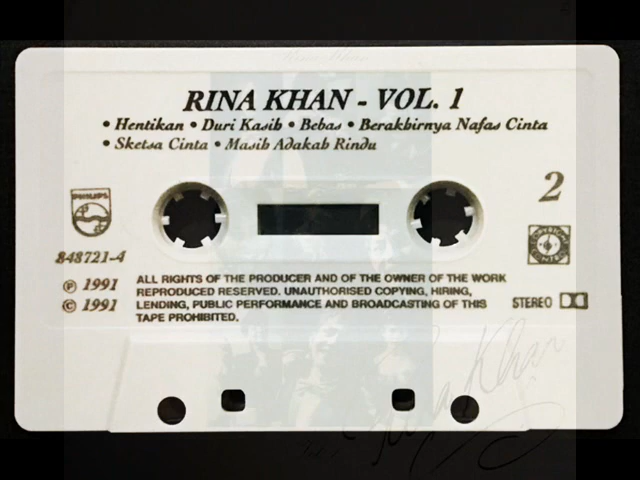 RINA KHAN - VOL. 1
• Hentikan • Duri Kasih • Bebas • Berakhirnya Nafas Cinta
• Sketsa Cinta • Masih Adakah Rindu
2
PHILIPS
848721-4
℗ 1991
© 1991
ALL RIGHTS OF THE PRODUCER AND OF THE OWNER OF THE WORK
REPRODUCED RESERVED. UNAUTHORISED COPYING, HIRING,
LENDING, PUBLIC PERFORMANCE AND BROADCASTING OF THIS
TAPE PROHIBITED.
STEREO
Rina Khan